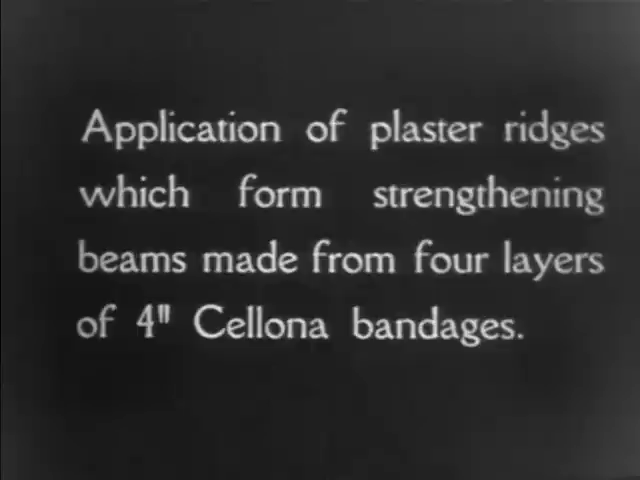 Application of plaster ridges
which form strengthening
beams made from four layers
of 4" Cellona bandages.